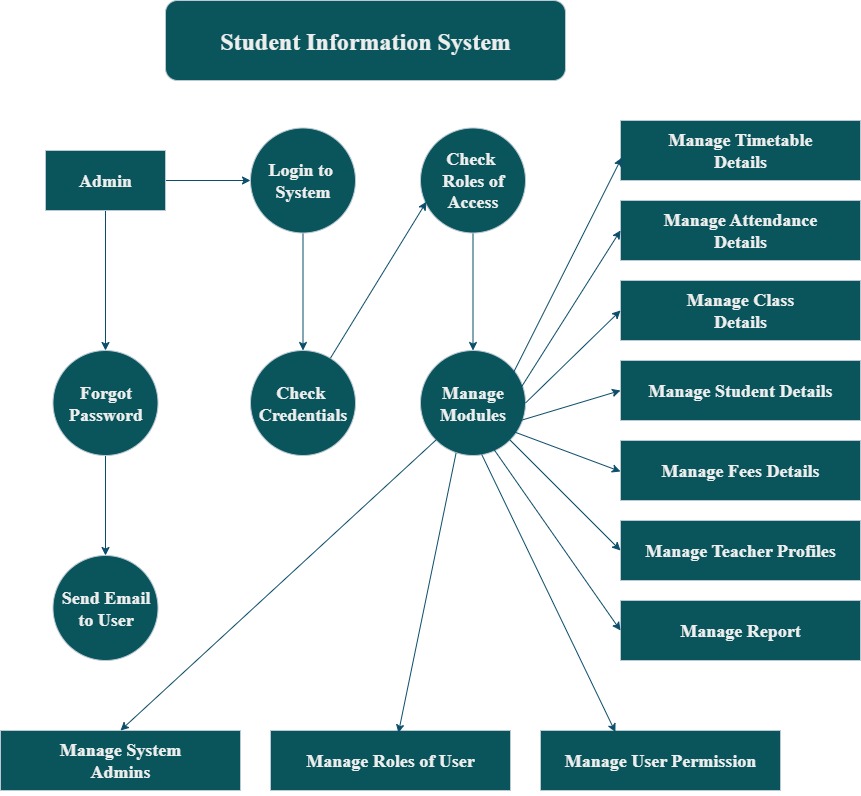 Student Information System
Admin
Login to
System
Check
Roles of
Access
Manage Timetable
Details
Manage Attendance
Details
Manage Class
Details
Forgot
Password
Check
Credentials
Manage
Modules
Manage Student Details
Manage Fees Details
Manage Teacher Profiles
Send Email
to User
Manage Report
Manage System
Admins
Manage Roles of User
Manage User Permission